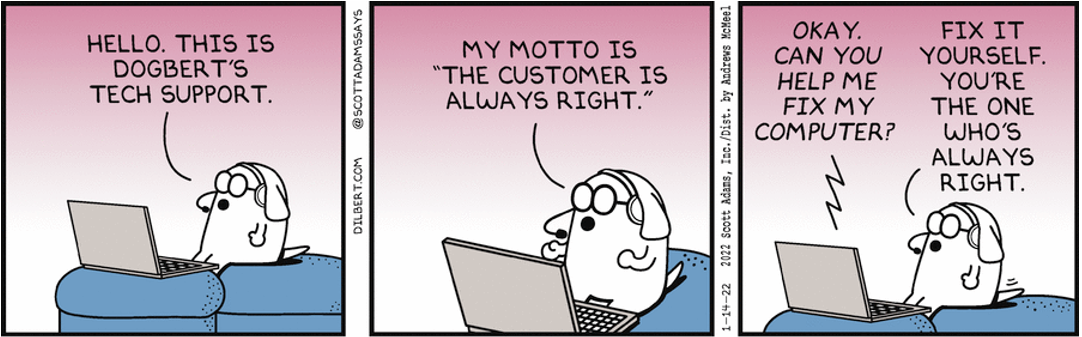 HELLO. THIS IS
DOGBERT'S
TECH SUPPORT.
DILBERT.COM @SCOTTADAMSSAYS
MY MOTTO IS
"THE CUSTOMER IS
ALWAYS RIGHT."
1-14-22 2022 Scott Adams, Inc./Dist. by Andrews McMeel
OKAY.
CAN YOU
HELP ME
FIX MY
COMPUTER?
FIX IT
YOURSELF.
YOU'RE
THE ONE
WHO'S
ALWAYS
RIGHT.